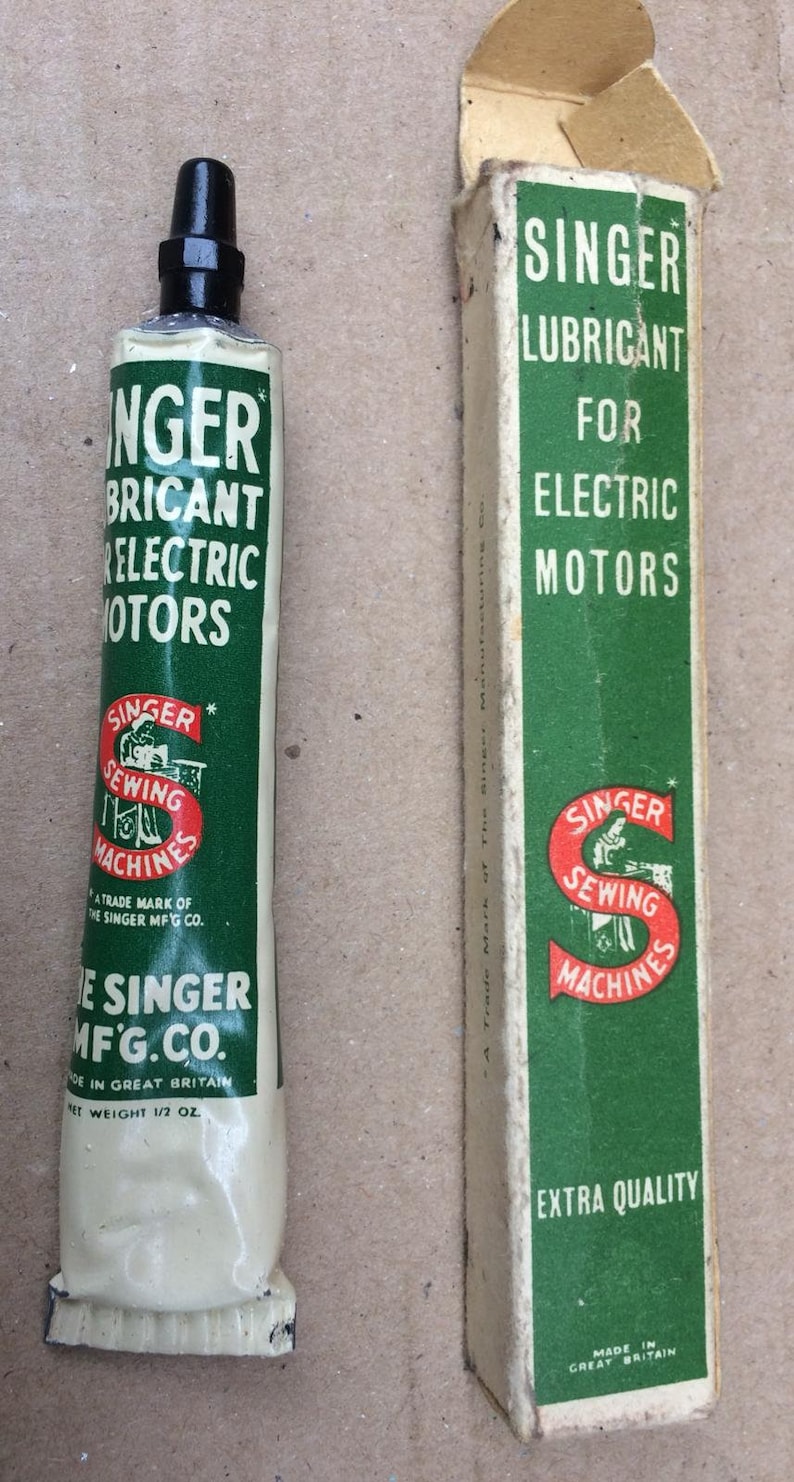 INGER*
BRICANT
R ELECTRIC
OTORS
SINGER*
SEWING
MACHINES
*- A TRADE MARK OF
THE SINGER MF'G CO.
E SINGER
MF'G. CO.
ADE IN GREAT BRITAIN
NET WEIGHT 1/2 OZ.
*A Trade Mark of The Singer Manufacturing Co.
SINGER*
LUBRICANT
FOR
ELECTRIC
MOTORS
SINGER*
SEWING
MACHINES
EXTRA QUALITY
MADE IN
GREAT BRITAIN